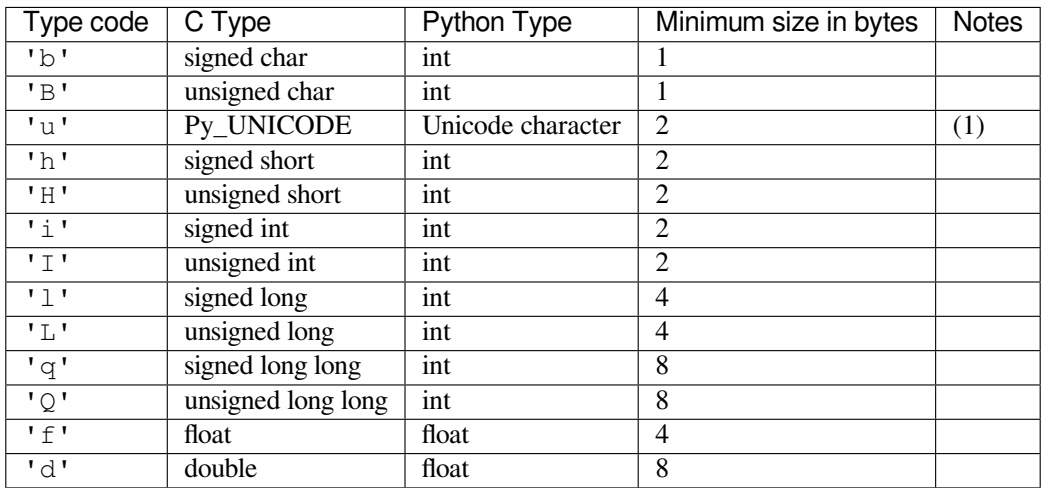 Type code C Type Python Type Minimum size in bytes Notes
'b' signed char int 1
'B' unsigned char int 1
'u' Py_UNICODE Unicode character 2 (1)
'h' signed short int 2
'H' unsigned short int 2
'i' signed int int 2
'I' unsigned int int 2
'l' signed long int 4
'L' unsigned long int 4
'q' signed long long int 8
'Q' unsigned long long int 8
'f' float float 4
'd' double float 8